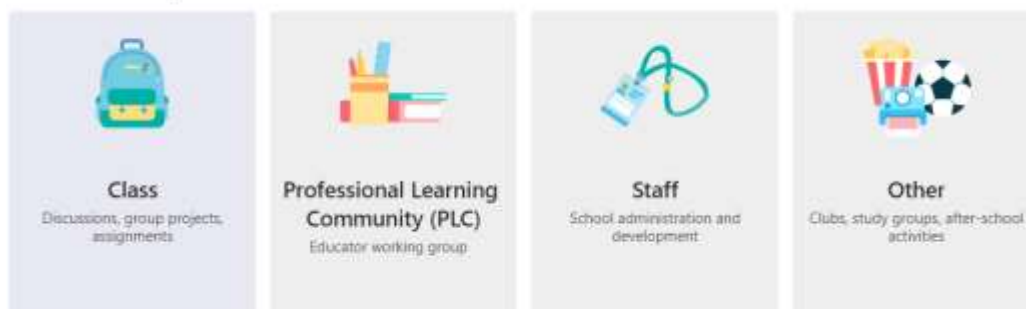 Class
Discussions, group projects,
assignments
Professional Learning
Community (PLC)
Educator working group
Staff
School administration and
development
Other
Clubs, study groups, after-school
activities